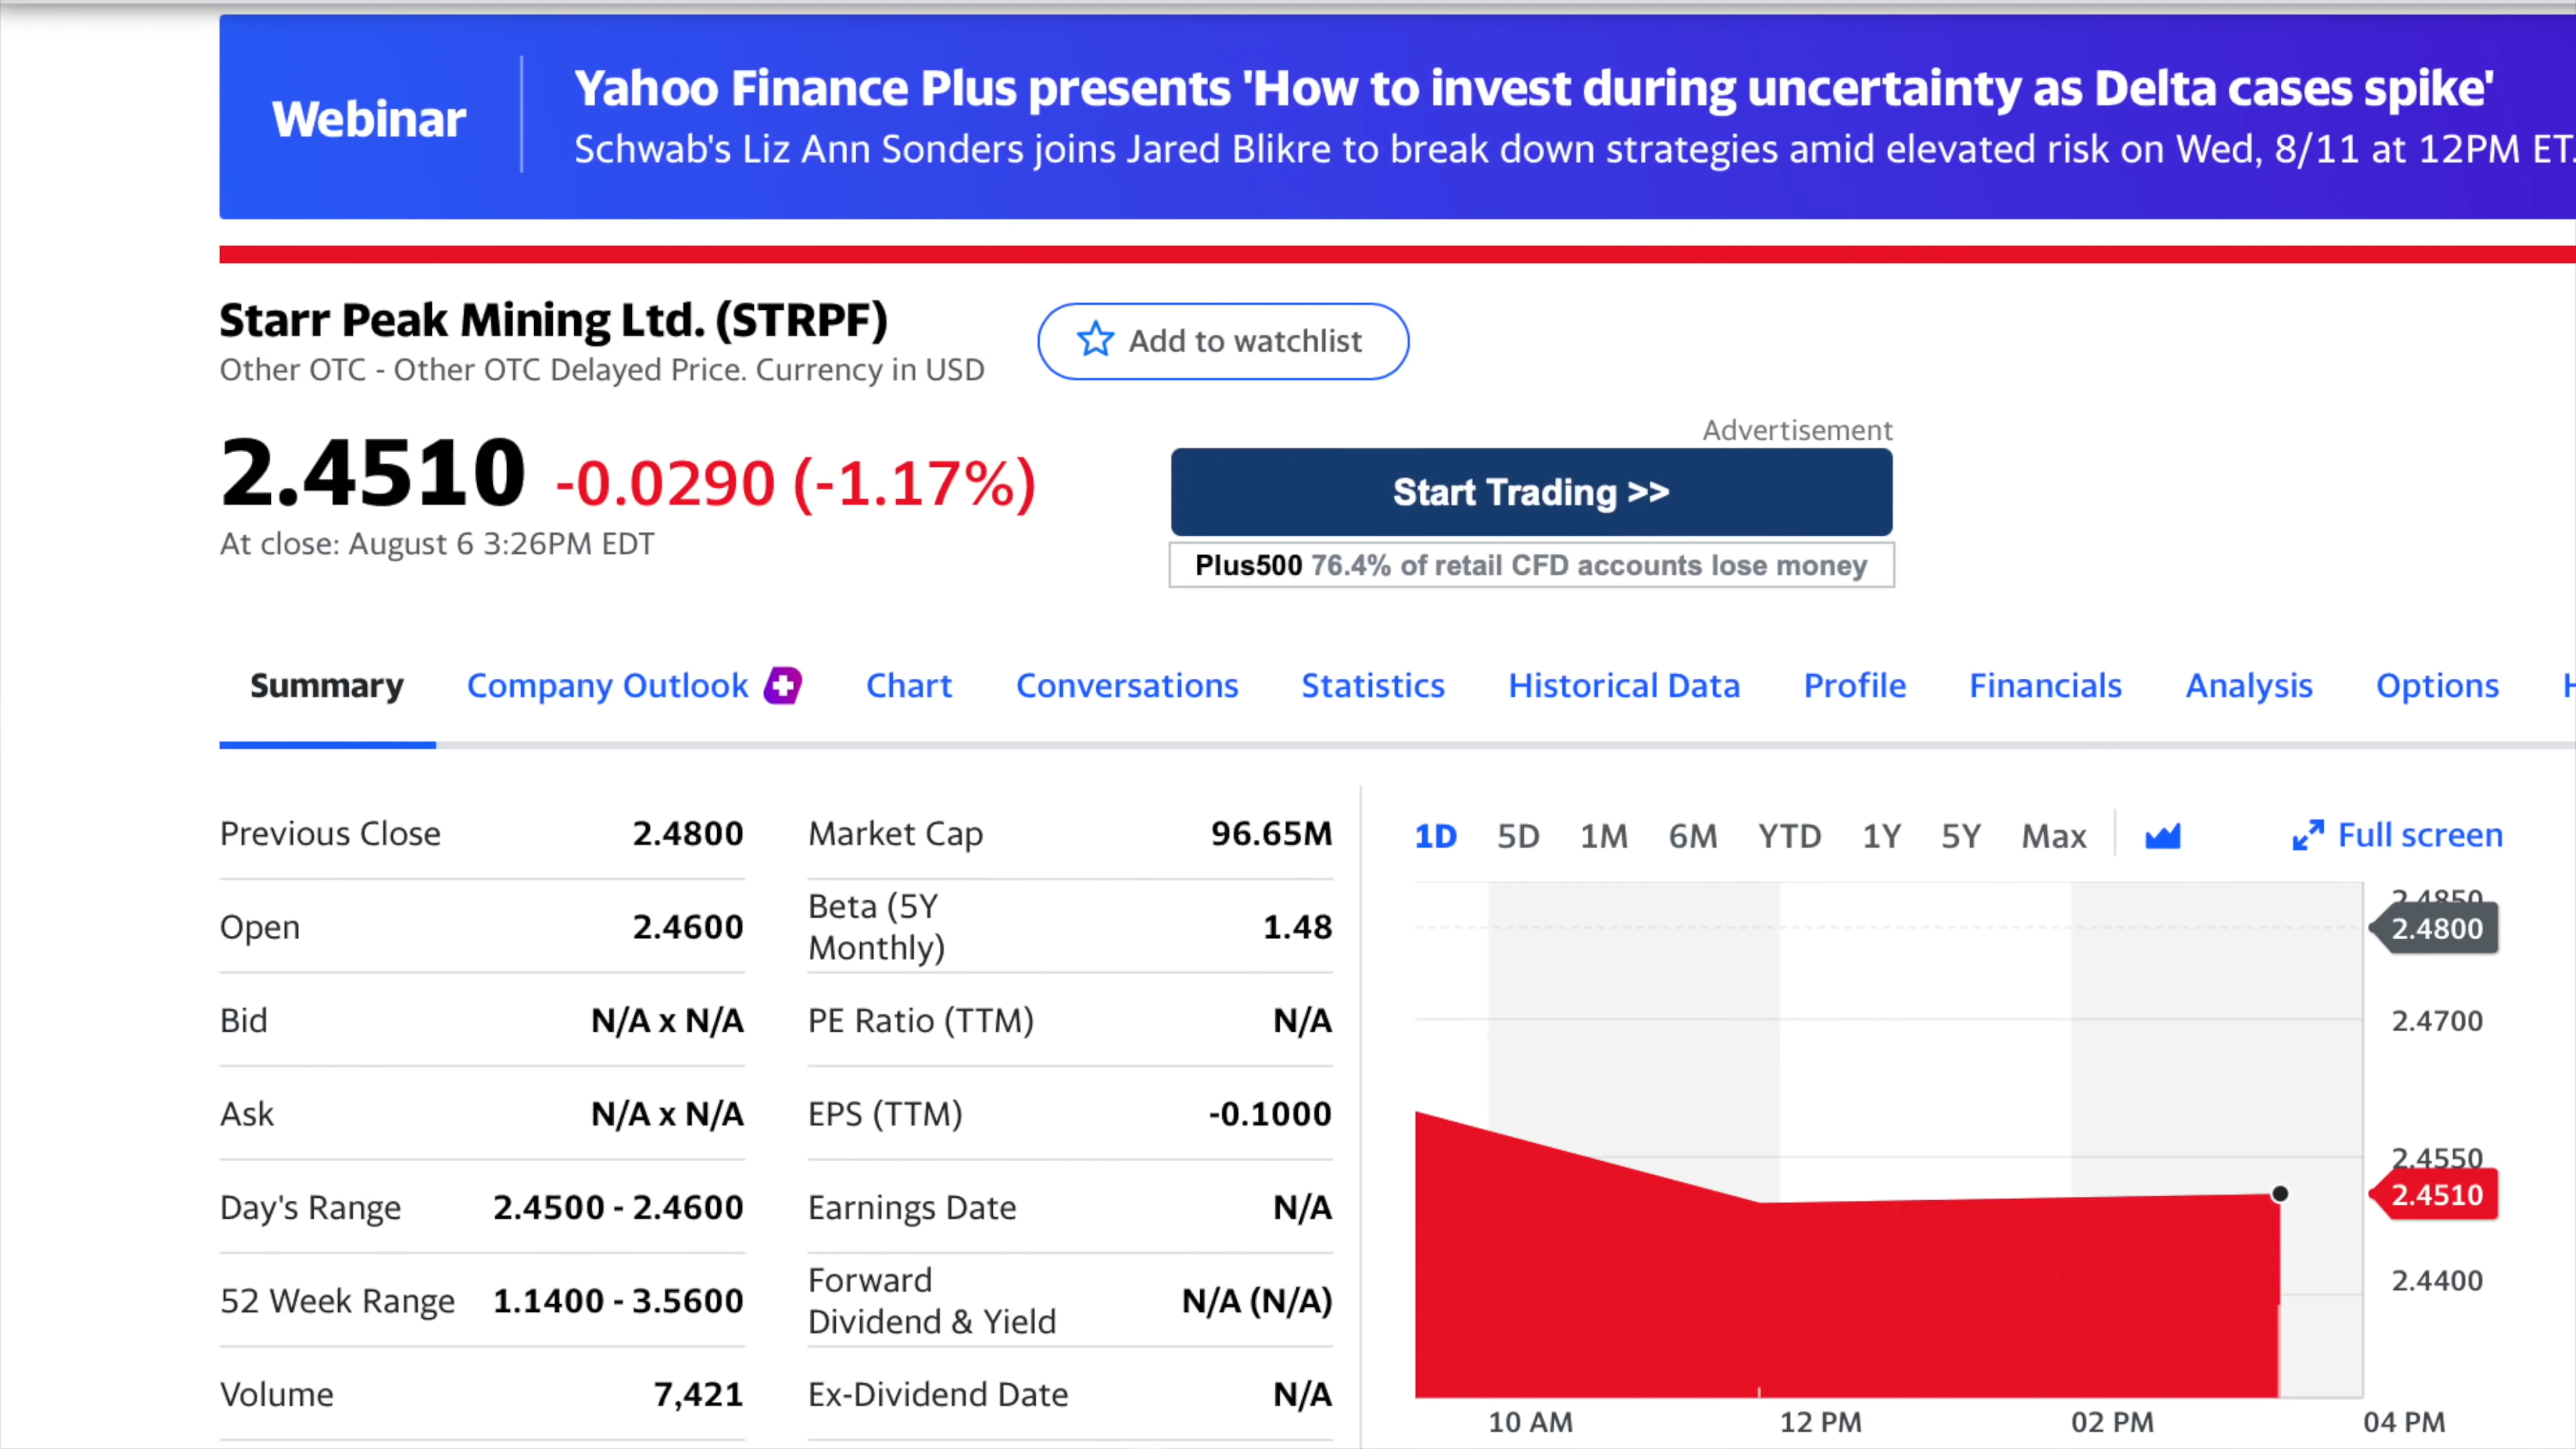 Webinar
Yahoo Finance Plus presents 'How to invest during uncertainty as Delta cases spike'
Schwab's Liz Ann Sonders joins Jared Blikre to break down strategies amid elevated risk on Wed, 8/11 at 12PM ET.
Starr Peak Mining Ltd. (STRPF)
Other OTC - Other OTC Delayed Price. Currency in USD
Add to watchlist
2.4510 -0.0290 (-1.17%)
At close: August 6 3:26PM EDT
Advertisement
Start Trading >>
Plus500 76.4% of retail CFD accounts lose money
Summary Company Outlook Chart Conversations Statistics Historical Data Profile Financials Analysis Options H
Previous Close 2.4800
Open 2.4600
Bid N/A x N/A
Ask N/A x N/A
Day's Range 2.4500 - 2.4600
52 Week Range 1.1400 - 3.5600
Volume 7,421
Market Cap 96.65M
Beta (5Y
Monthly) 1.48
PE Ratio (TTM) N/A
EPS (TTM) -0.1000
Earnings Date N/A
Forward
Dividend & Yield N/A (N/A)
Ex-Dividend Date N/A
1D 5D 1M 6M YTD 1Y 5Y Max Full screen
2.4850
2.4800
2.4700
2.4550
2.4510
2.4400
10 AM 12 PM 02 PM 04 PM